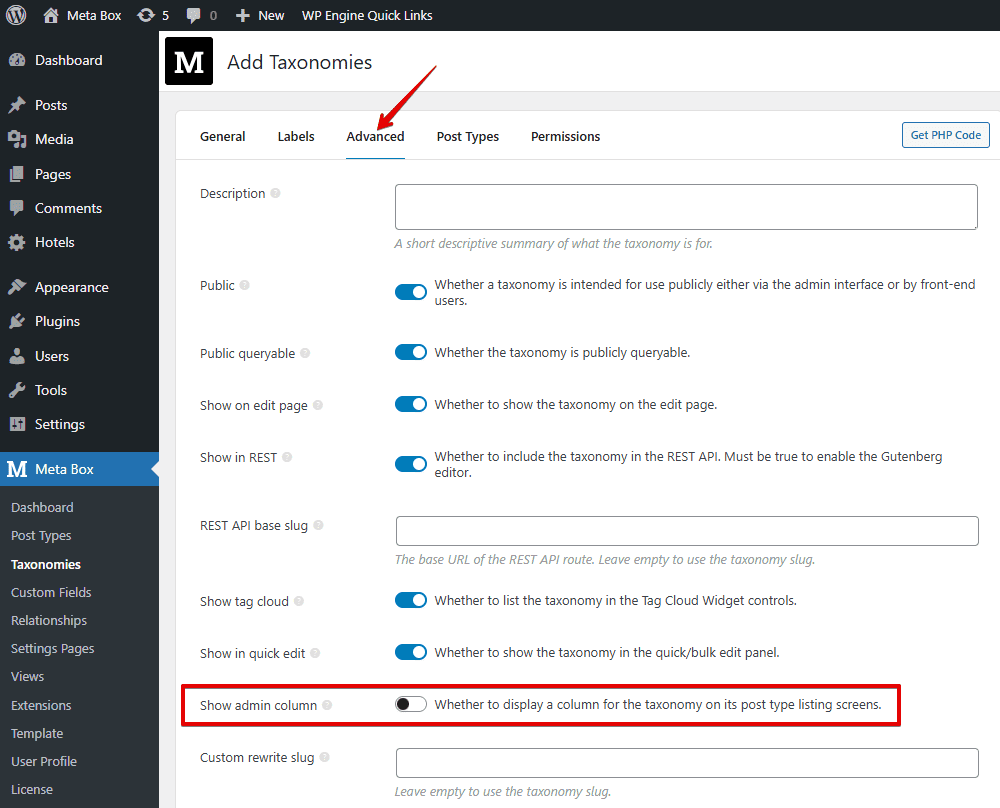 Meta Box 5 0 New WP Engine Quick Links
Dashboard
Posts
Media
Pages
Comments
Hotels
Appearance
Plugins
Users
Tools
Settings
M Meta Box
Dashboard
Post Types
Taxonomies
Custom Fields
Relationships
Settings Pages
Views
Extensions
Template
User Profile
License
M Add Taxonomies
General Labels Advanced Post Types Permissions Get PHP Code
Description ?
A short descriptive summary of what the taxonomy is for.
Public ? Whether a taxonomy is intended for use publicly either via the admin interface or by front-end
users.
Public queryable ? Whether the taxonomy is publicly queryable.
Show on edit page ? Whether to show the taxonomy on the edit page.
Show in REST ? Whether to include the taxonomy in the REST API. Must be true to enable the Gutenberg
editor.
REST API base slug ?
The base URL of the REST API route. Leave empty to use the taxonomy slug.
Show tag cloud ? Whether to list the taxonomy in the Tag Cloud Widget controls.
Show in quick edit ? Whether to show the taxonomy in the quick/bulk edit panel.
Show admin column ? Whether to display a column for the taxonomy on its post type listing screens.
Custom rewrite slug ?
Leave empty to use the taxonomy slug.